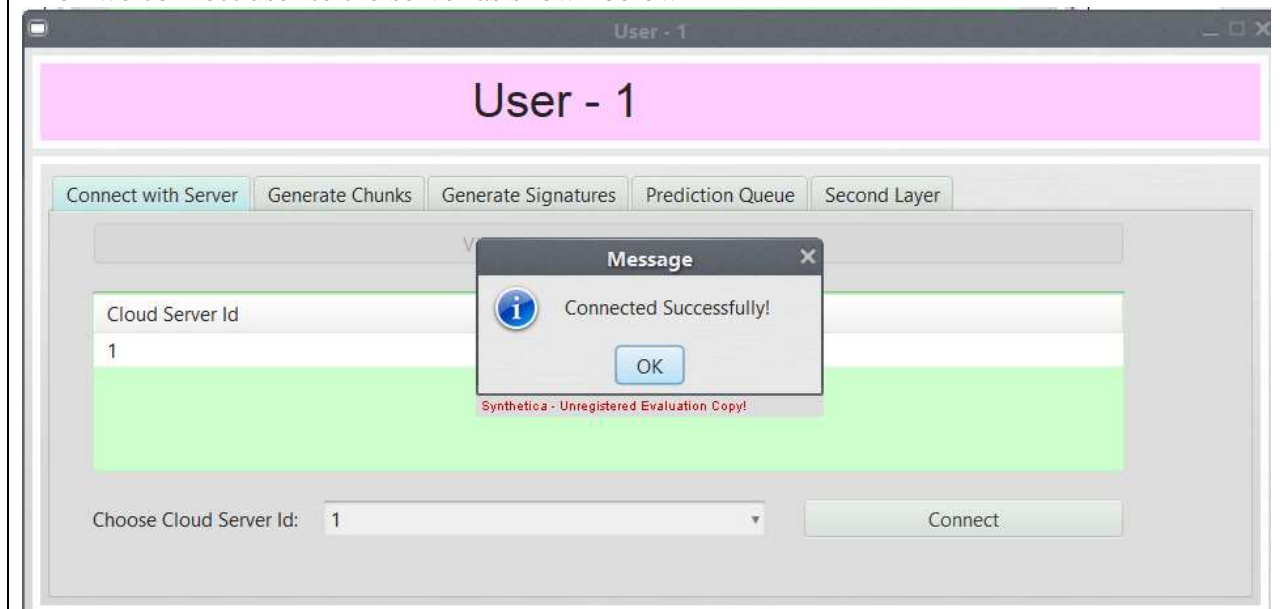 User - 1
User - 1
Connect with Server Generate Chunks Generate Signatures Prediction Queue Second Layer
Message
Cloud Server Id
Connected Successfully!
1
OK
Synthetica - Unregistered Evaluation Copy!
Choose Cloud Server Id: 1 Connect